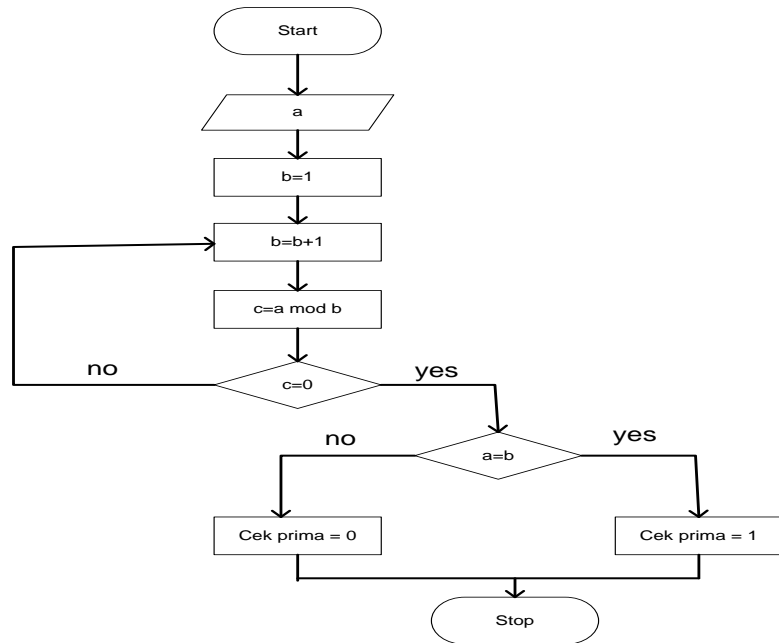 Start
a
b=1
b=b+1
c=a mod b
no
c=0
yes
no
a=b
yes
Cek prima = 0
Cek prima = 1
Stop